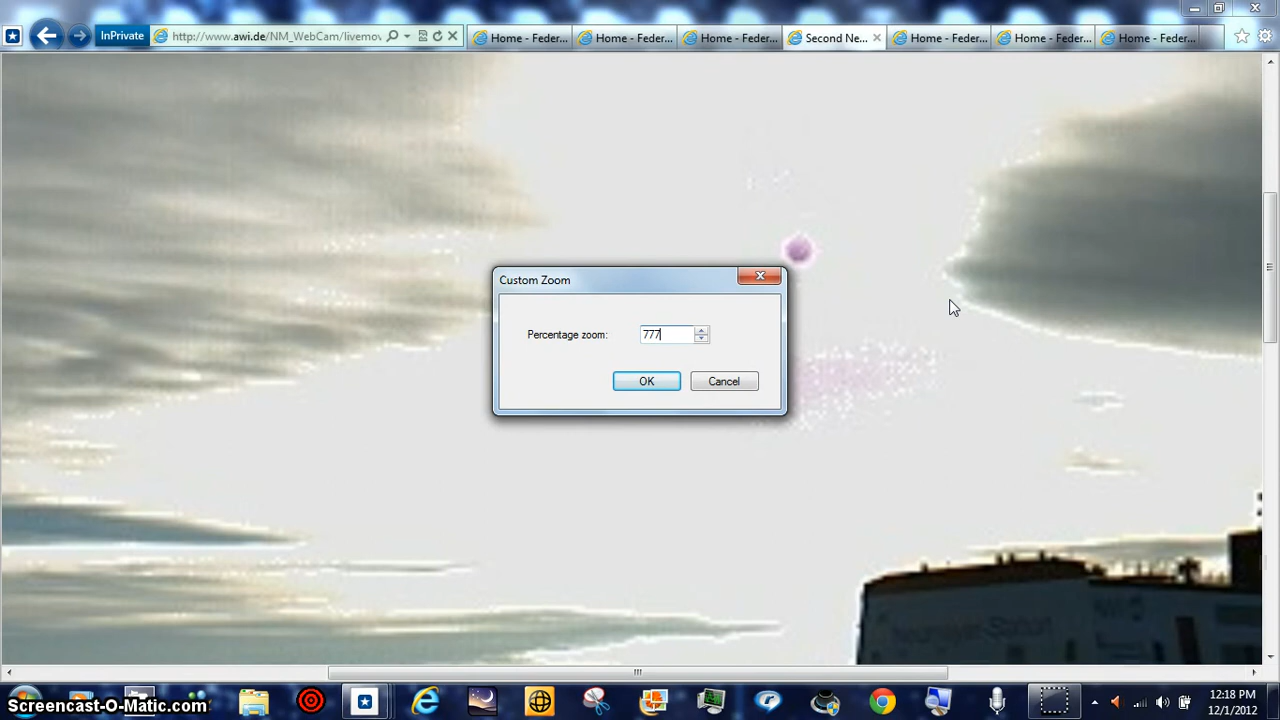 InPrivate
http://www.awi.de/NM_WebCam/livemov
Home - Feder...
Home - Feder...
Home - Feder...
Second Ne...
Home - Feder...
Home - Feder...
Home - Feder...
Custom Zoom
Percentage zoom:
777
OK
Cancel
Screencast-O-Matic.com
12:18 PM
12/1/2012